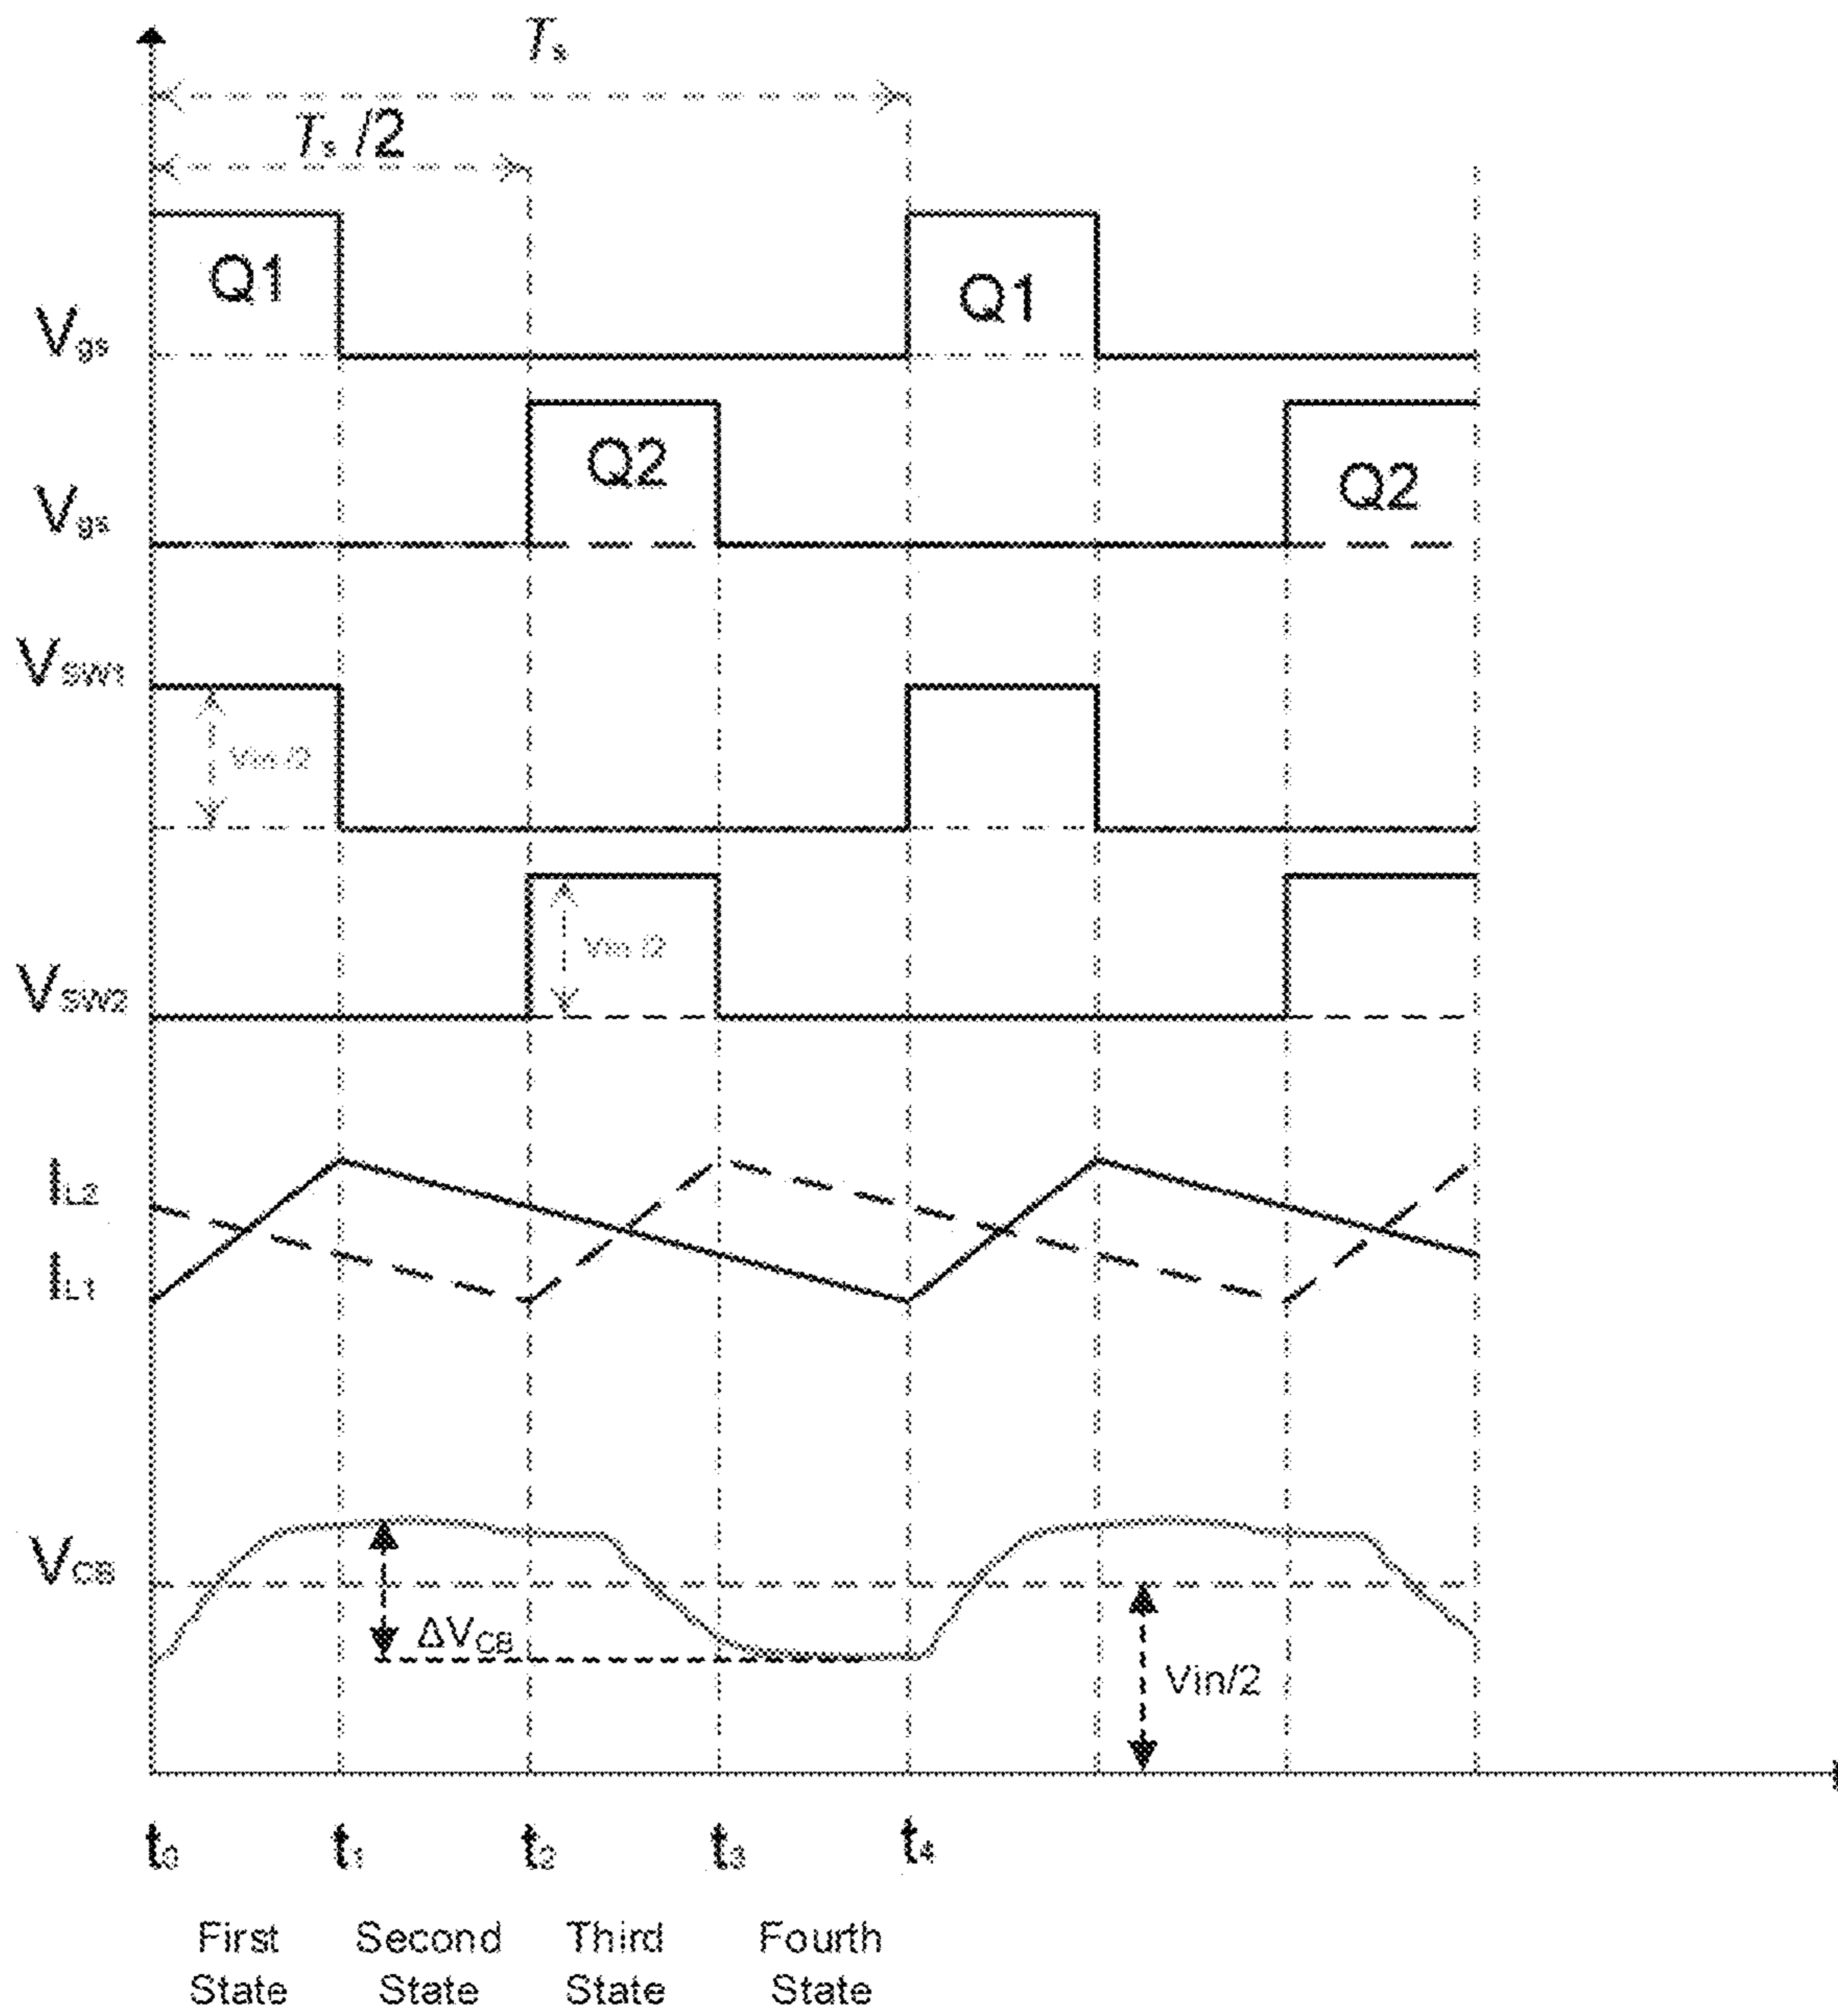 Ts
Ts /2
Q1
Q1
Vgs
Q2
Q2
Vgs
VSW1
Vin /2
Vin /2
VSW2
IL2
IL1
VCB
ΔVCB
Vin/2
t0 t1 t2 t3 t4
First Second Third Fourth
State State State State